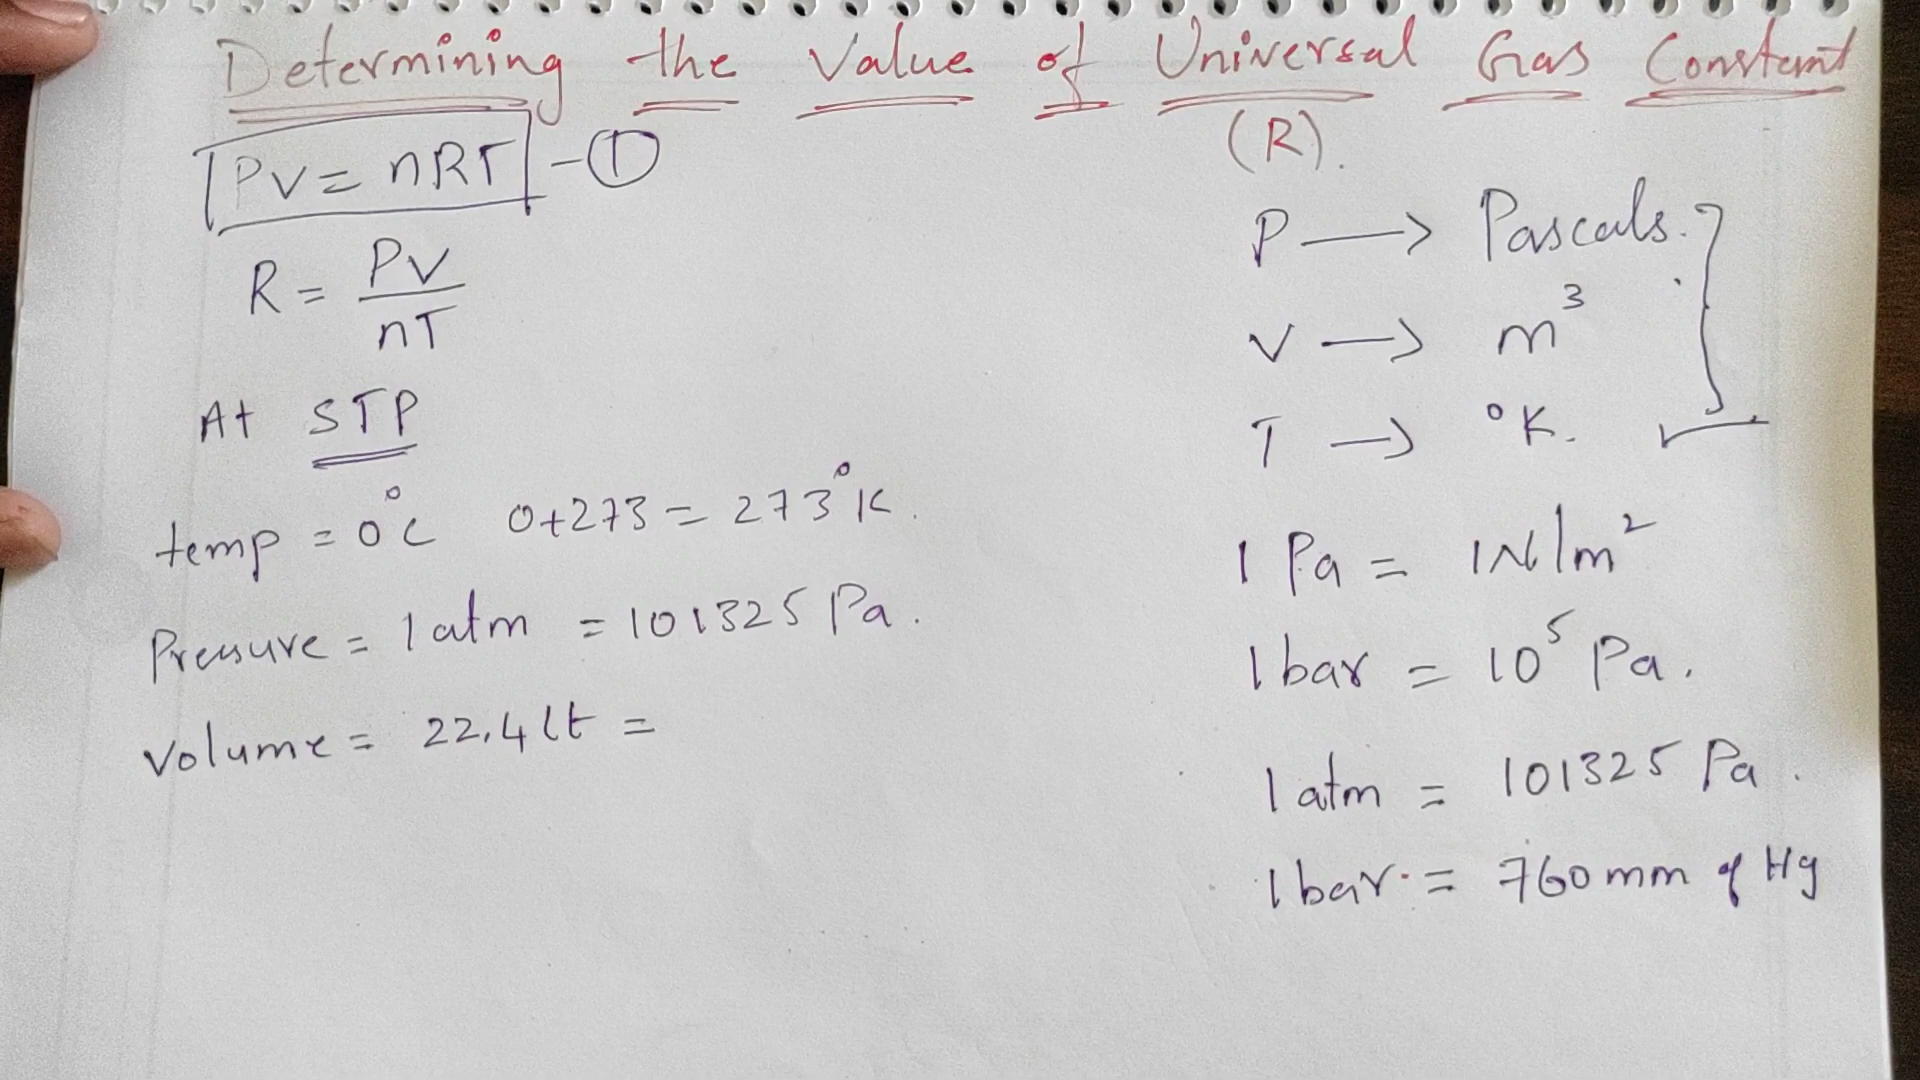 Determining the Value of Universal Gas Constant
(R).
PV = nRT - ①
R = PV
nT
At STP
temp = 0°C 0+273 = 273°K.
Pressure = 1 atm = 101325 Pa.
Volume = 22.4 lt =
P → Pascals.
V → m³
T → °K.
1 Pa = 1N/m²
1 bar = 10⁵ Pa.
1 atm = 101325 Pa.
1 bar. = 760 mm of Hg